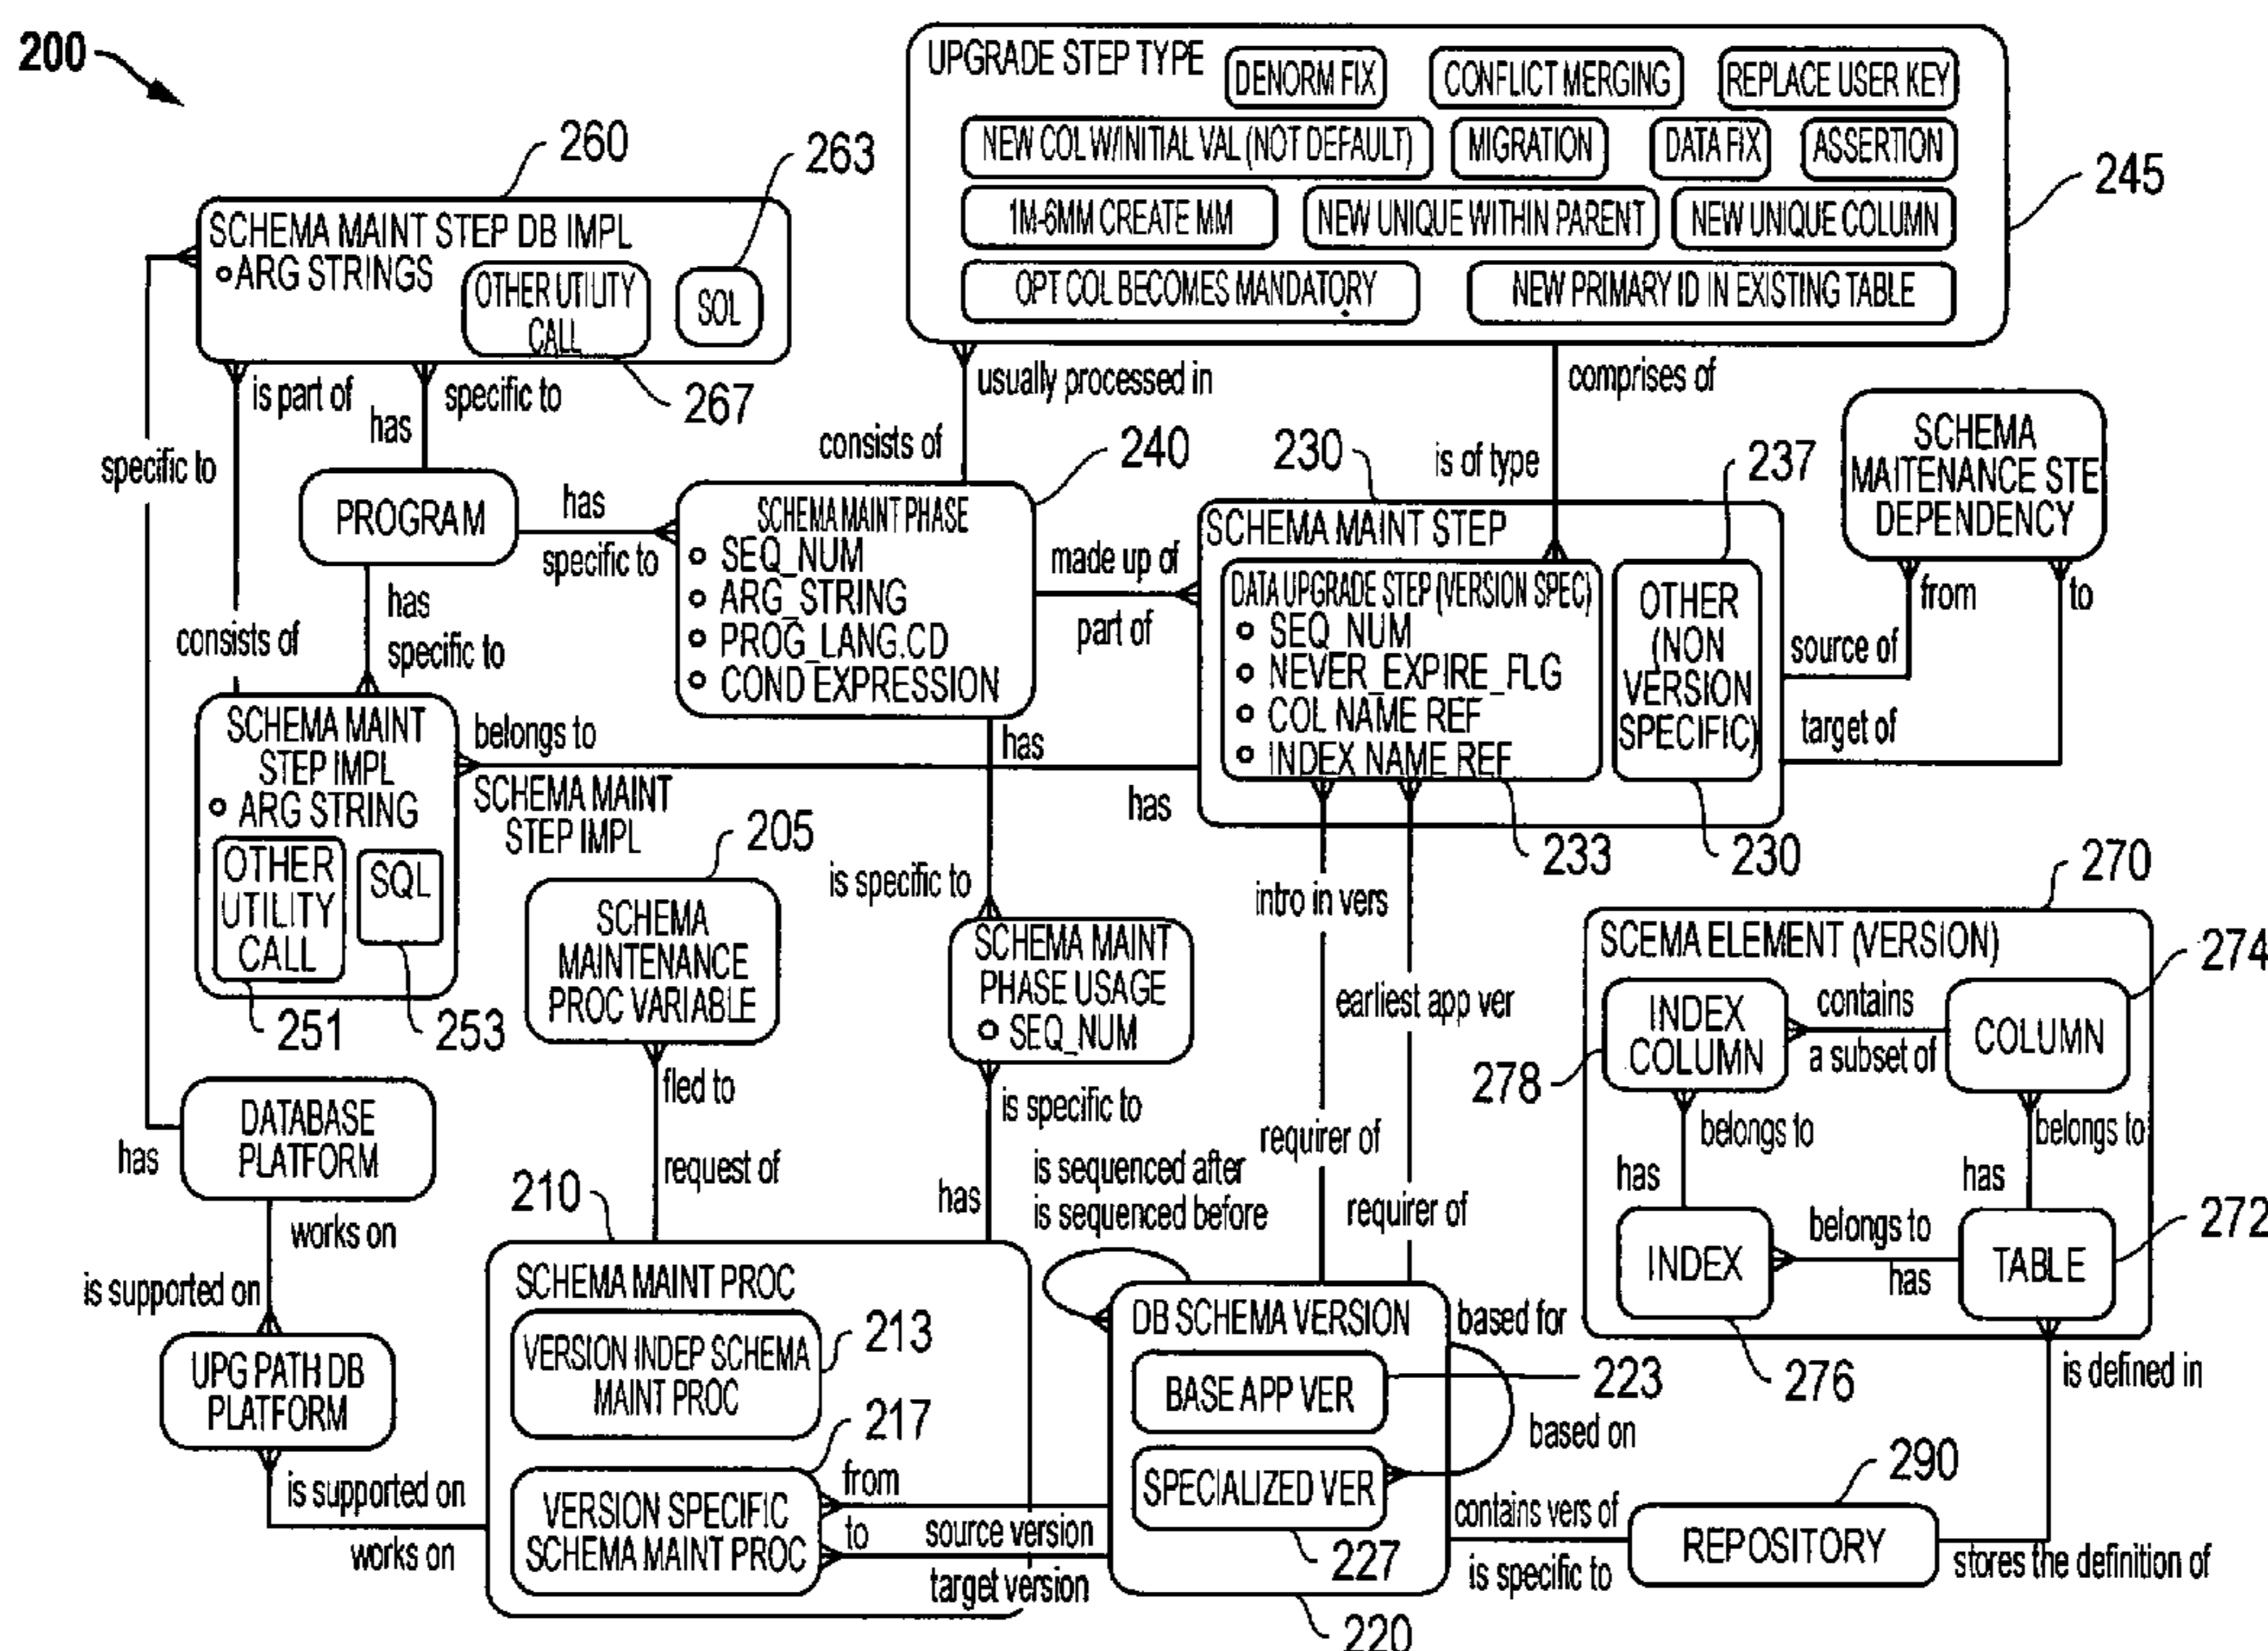 200
UPGRADE STEP TYPE
DENORM FIX
CONFLICT MERGING
REPLACE USER KEY
NEW COL W/INITIAL VAL (NOT DEFAULT)
MIGRATION
DATA FIX
ASSERTION
1M-6MM CREATE MM
NEW UNIQUE WITHIN PARENT
NEW UNIQUE COLUMN
OPT COL BECOMES MANDATORY
NEW PRIMARY ID IN EXISTING TABLE
245
260
263
SCHEMA MAINT STEP DB IMPL
ARG STRINGS
OTHER UTILITY
CALL
SOL
267
is part of
specific to
has
specific to
usually processed in
consists of
comprises of
is of type
PROGRAM
has
specific to
has
specific to
consists of
240
SCHEMA MAINT PHASE
SEQ_NUM
ARG_STRING
PROG_LANG.CD
COND EXPRESSION
made up of
part of
230
237
SCHEMA MAINT STEP
DATA UPGRADE STEP (VERSION SPEC)
SEQ_NUM
NEVER_EXPIRE_FLG
COL NAME REF
INDEX NAME REF
OTHER
(NON
VERSION
SPECIFIC)
233
230
SCHEMA
MAITENANCE STE
DEPENDENCY
from
to
source of
target of
SCHEMA MAINT
STEP IMPL
ARG STRING
OTHER
UTILITY
CALL
SQL
251
253
belongs to
SCHEMA MAINT
STEP IMPL
has
has
is specific to
205
SCHEMA
MAINTENANCE
PROC VARIABLE
fled to
request of
SCHEMA MAINT
PHASE USAGE
SEQ_NUM
is specific to
has
intro in vers
earliest app ver
requirer of
requirer of
is sequenced after
is sequenced before
270
SCEMA ELEMENT (VERSION)
274
INDEX
COLUMN
contains
a subset of
COLUMN
278
belongs to
has
belongs to
has
INDEX
belongs to
has
TABLE
272
276
is defined in
DATABASE
PLATFORM
has
works on
is supported on
UPG PATH DB
PLATFORM
is supported on
works on
210
SCHEMA MAINT PROC
VERSION INDEP SCHEMA
MAINT PROC
213
217
VERSION SPECIFIC
SCHEMA MAINT PROC
from
to
source version
target version
DB SCHEMA VERSION
BASE APP VER
223
SPECIALIZED VER
227
220
based for
based on
contains vers of
is specific to
290
REPOSITORY
stores the definition of